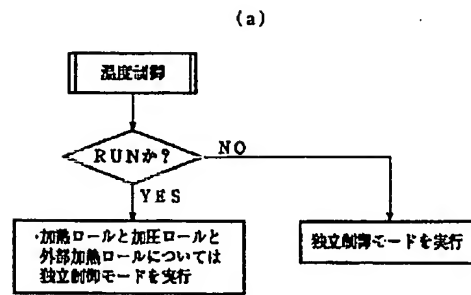 (a)
温度制御
RUNか?
NO
YES
・加熱ロールと加圧ロールと
外部加熱ロールについては
独立制御モードを実行
独立制御モードを実行